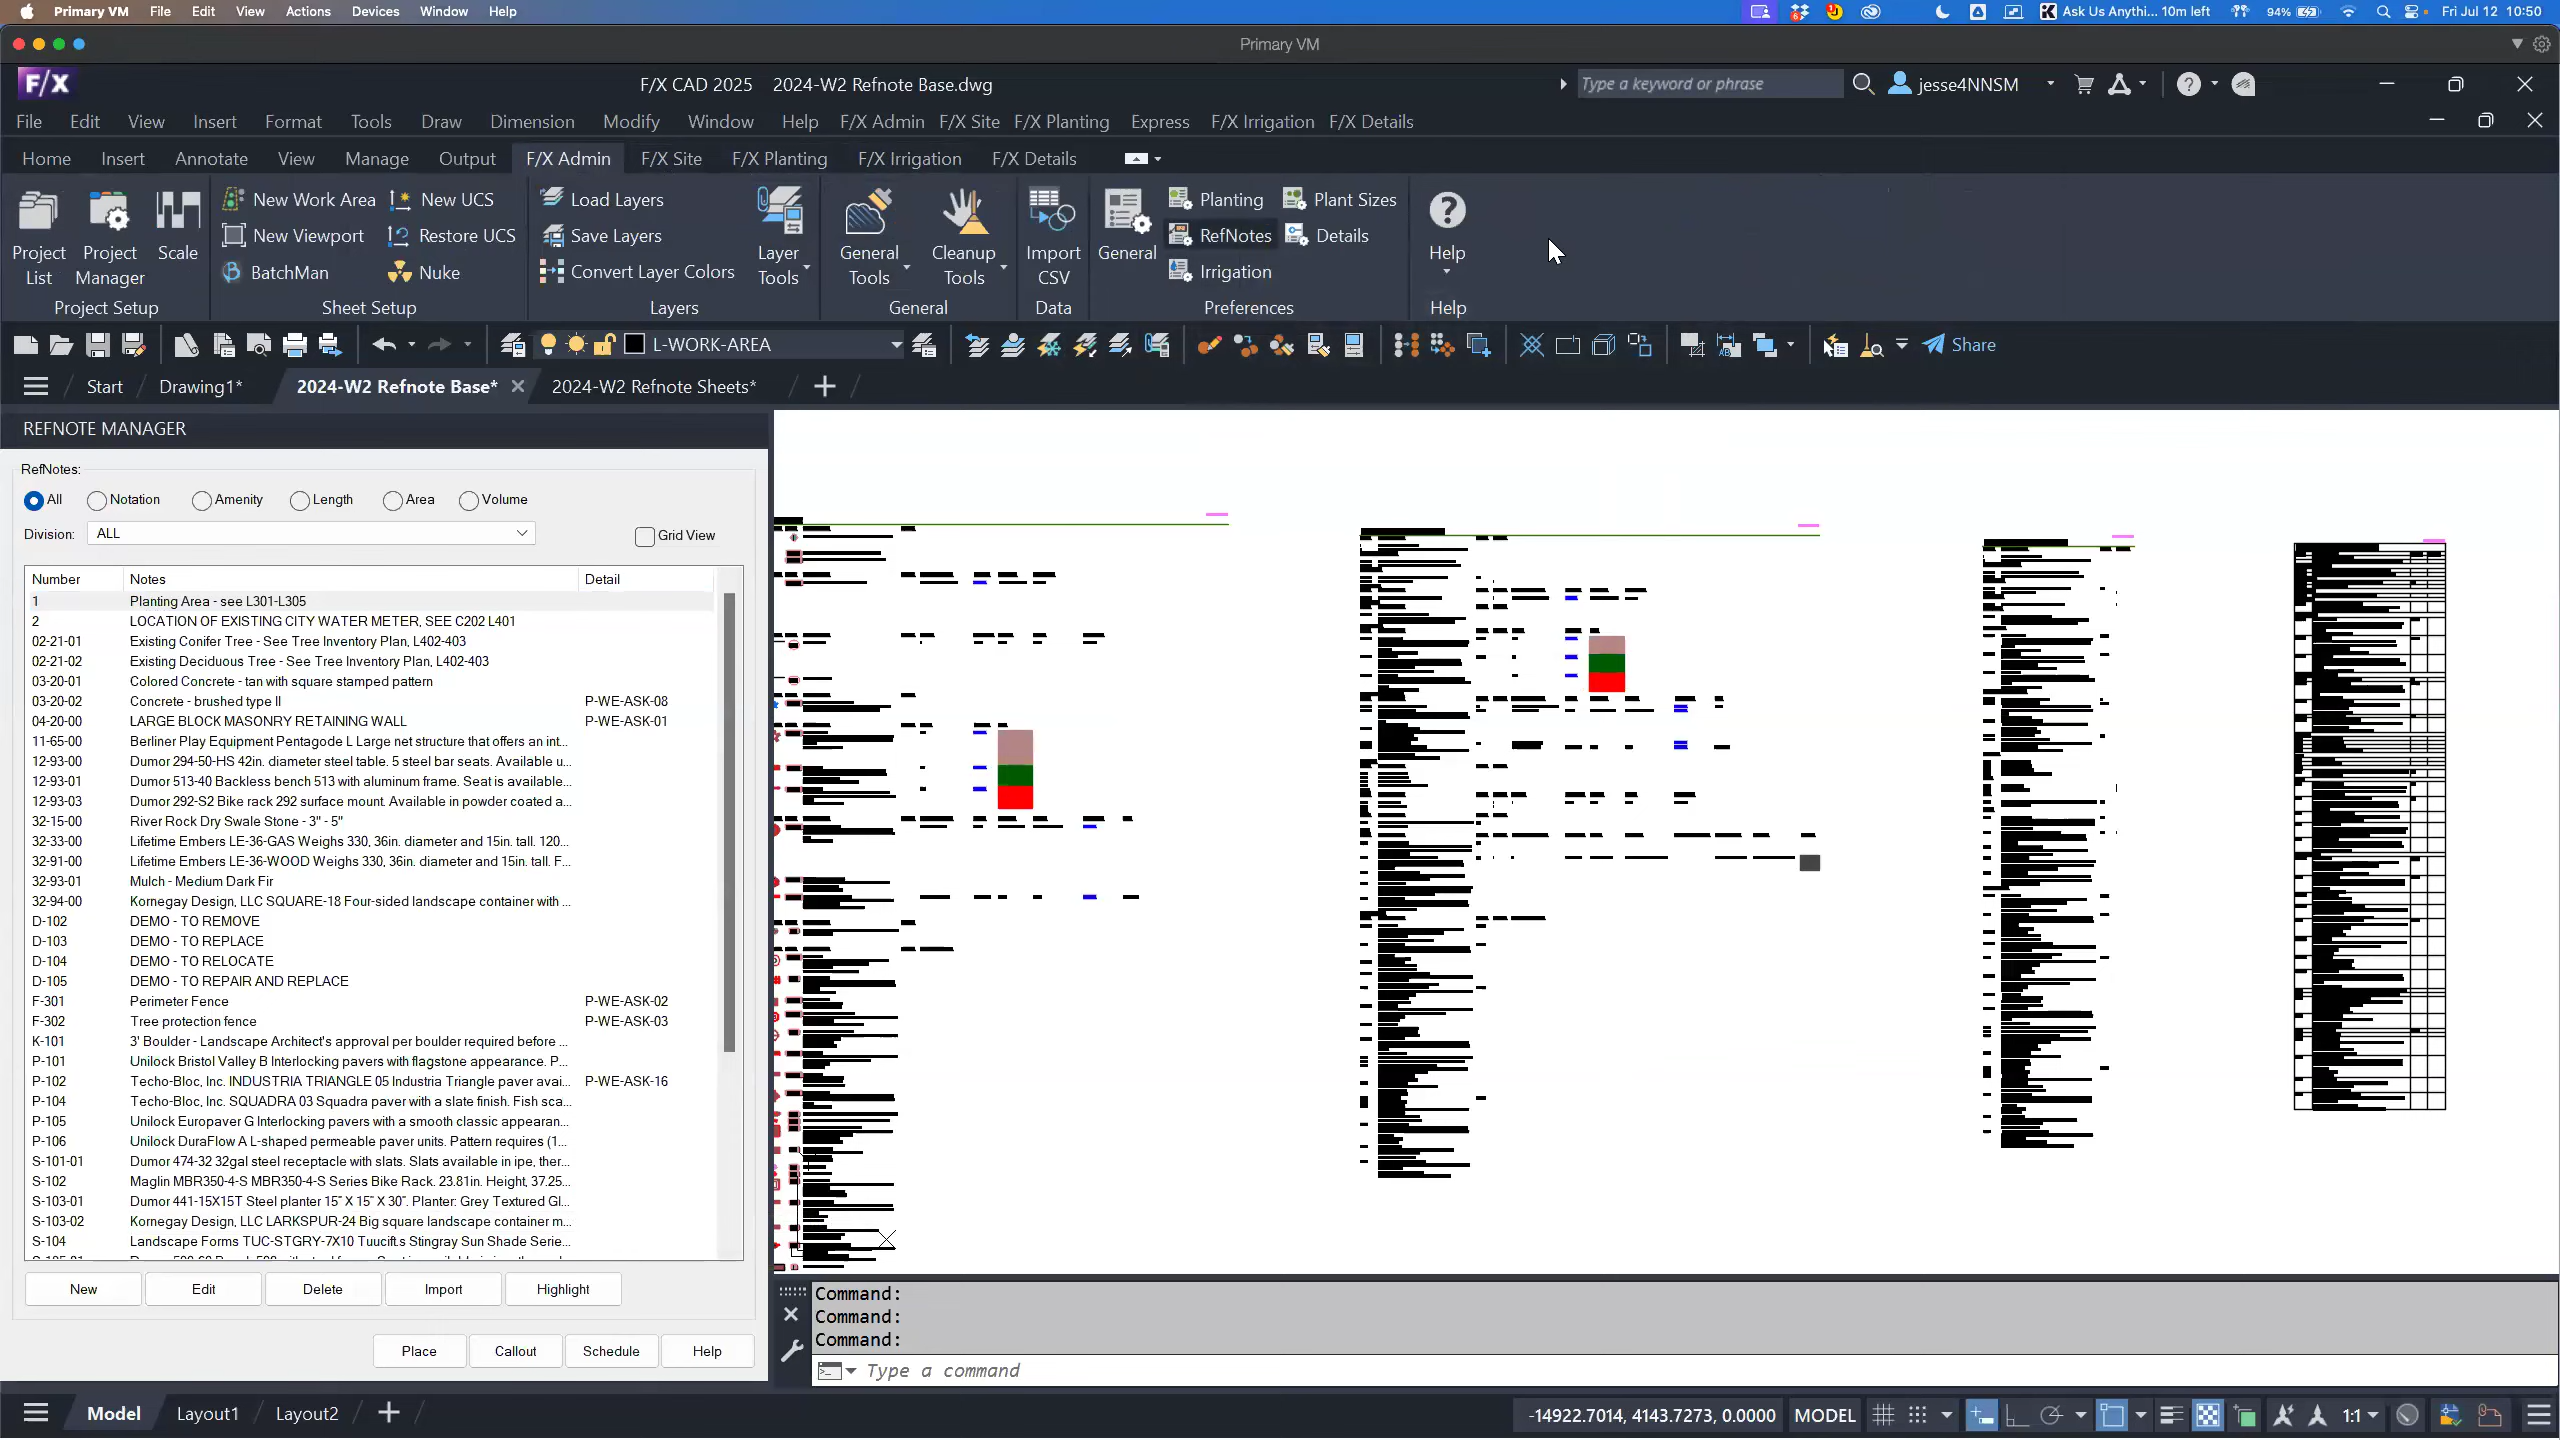 Primary VM File Edit View Actions Devices Window Help
Ask Us Anythi... 10m left 94% Fri Jul 12 10:50
Primary VM
F/X F/X CAD 2025 2024-W2 Refnote Base.dwg Type a keyword or phrase jesse4NNSM
File Edit View Insert Format Tools Draw Dimension Modify Window Help F/X Admin F/X Site F/X Planting Express F/X Irrigation F/X Details
Home Insert Annotate View Manage Output F/X Admin F/X Site F/X Planting F/X Irrigation F/X Details
New Work Area New UCS Load Layers Planting Plant Sizes
New Viewport Restore UCS Save Layers RefNotes Details
Project Project Scale Layer General Cleanup Import General Help
List Manager BatchMan Nuke Convert Layer Colors Tools Tools Tools CSV Irrigation
Project Setup Sheet Setup Layers General Data Preferences Help
L-WORK-AREA Share
Start Drawing1* 2024-W2 Refnote Base* 2024-W2 Refnote Sheets*
REFNOTE MANAGER
RefNotes:
All Notation Amenity Length Area Volume
Division: ALL Grid View
Number Notes Detail
1 Planting Area - see L301-L305
2 LOCATION OF EXISTING CITY WATER METER, SEE C202 L401
02-21-01 Existing Conifer Tree - See Tree Inventory Plan, L402-403
02-21-02 Existing Deciduous Tree - See Tree Inventory Plan, L402-403
03-20-01 Colored Concrete - tan with square stamped pattern
03-20-02 Concrete - brushed type II P-WE-ASK-08
04-20-00 LARGE BLOCK MASONRY RETAINING WALL P-WE-ASK-01
11-65-00 Berliner Play Equipment Pentagode L Large net structure that offers an int...
12-93-00 Dumor 294-50-HS 42in. diameter steel table. 5 steel bar seats. Available u...
12-93-01 Dumor 513-40 Backless bench 513 with aluminum frame. Seat is available...
12-93-03 Dumor 292-S2 Bike rack 292 surface mount. Available in powder coated a...
32-15-00 River Rock Dry Swale Stone - 3" - 5"
32-33-00 Lifetime Embers LE-36-GAS Weighs 330, 36in. diameter and 15in. tall. 120...
32-91-00 Lifetime Embers LE-36-WOOD Weighs 330, 36in. diameter and 15in. tall. F...
32-93-01 Mulch - Medium Dark Fir
32-94-00 Kornegay Design, LLC SQUARE-18 Four-sided landscape container with ...
D-102 DEMO - TO REMOVE
D-103 DEMO - TO REPLACE
D-104 DEMO - TO RELOCATE
D-105 DEMO - TO REPAIR AND REPLACE
F-301 Perimeter Fence P-WE-ASK-02
F-302 Tree protection fence P-WE-ASK-03
K-101 3' Boulder - Landscape Architect's approval per boulder required before ...
P-101 Unilock Bristol Valley B Interlocking pavers with flagstone appearance. P...
P-102 Techo-Bloc, Inc. INDUSTRIA TRIANGLE 05 Industria Triangle paver avai... P-WE-ASK-16
P-104 Techo-Bloc, Inc. SQUADRA 03 Squadra paver with a slate finish. Fish sca...
P-105 Unilock Europaver G Interlocking pavers with a smooth classic appearan...
P-106 Unilock DuraFlow A L-shaped permeable paver units. Pattern requires (1...
S-101-01 Dumor 474-32 32gal steel receptacle with slats. Slats available in ipe, ther...
S-102 Maglin MBR350-4-S MBR350-4-S Series Bike Rack. 23.81in. Height, 37.25...
S-103-01 Dumor 441-15X15T Steel planter 15" X 15" X 30". Planter: Grey Textured Gl...
S-103-02 Kornegay Design, LLC LARKSPUR-24 Big square landscape container m...
S-104 Landscape Forms TUC-STGRY-7X10 Tuucift.s Stingray Sun Shade Serie...
New Edit Delete Import Highlight
Place Callout Schedule Help
Command:
Command:
Command:
Type a command
Model Layout1 Layout2 -14922.7014, 4143.7273, 0.0000 MODEL 1:1